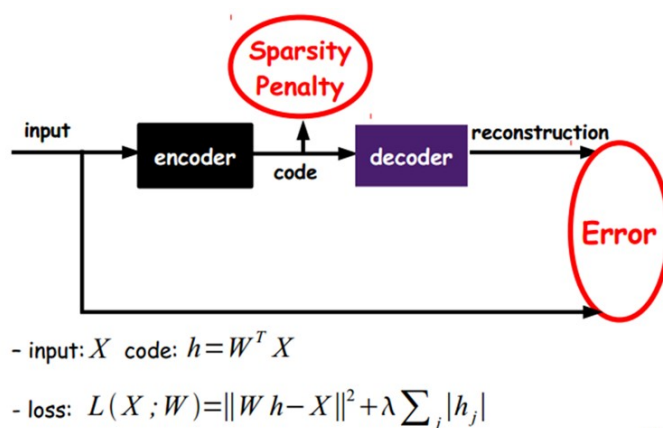 Sparsity
Penalty
input
encoder
code
decoder
reconstruction
Error
- input: X code: h=W^T X
- loss: L(X;W)=||W h−X||^2+λ∑_j|h_j|